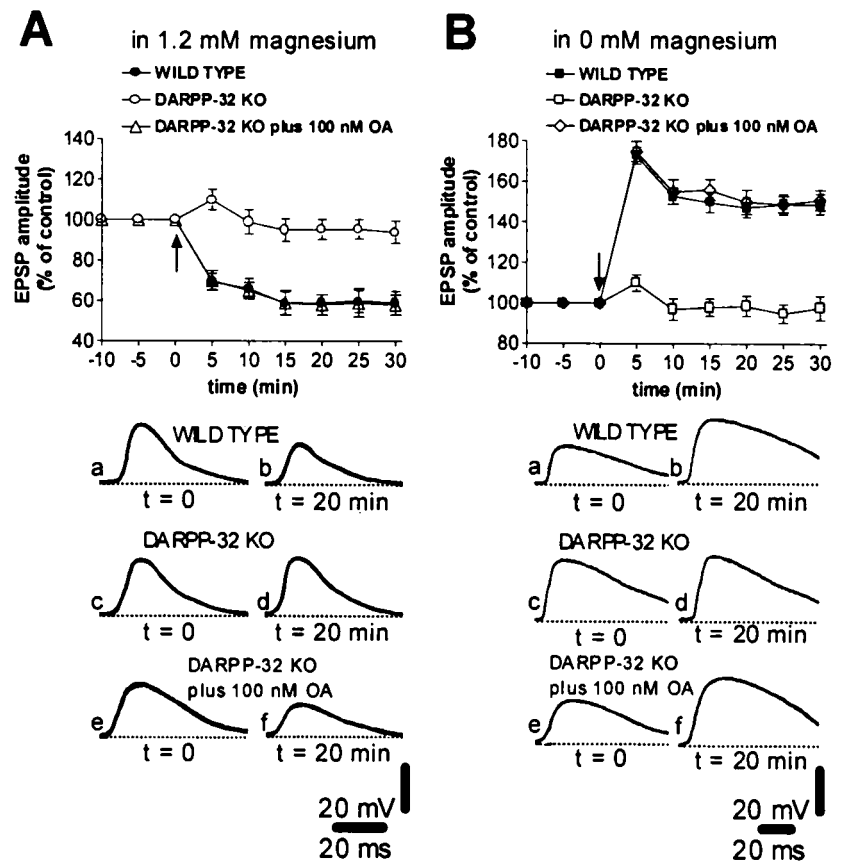 A
in 1.2 mM magnesium
WILD TYPE
DARPP-32 KO
DARPP-32 KO plus 100 nM OA
EPSP amplitude
(% of control)
140
120
100
80
60
40
-10 -5 0 5 10 15 20 25 30
time (min)
WILD TYPE
a
b
t = 0
t = 20 min
DARPP-32 KO
c
d
t = 0
t = 20 min
DARPP-32 KO
plus 100 nM OA
e
f
t = 0
t = 20 min
20 mV
20 ms
B
in 0 mM magnesium
WILD TYPE
DARPP-32 KO
DARPP-32 KO plus 100 nM OA
EPSP amplitude
(% of control)
180
160
140
120
100
80
-10 -5 0 5 10 15 20 25 30
time (min)
WILD TYPE
a
b
t = 0
t = 20 min
DARPP-32 KO
c
d
t = 0
t = 20 min
DARPP-32 KO
plus 100 nM OA
e
f
t = 0
t = 20 min
20 mV
20 ms